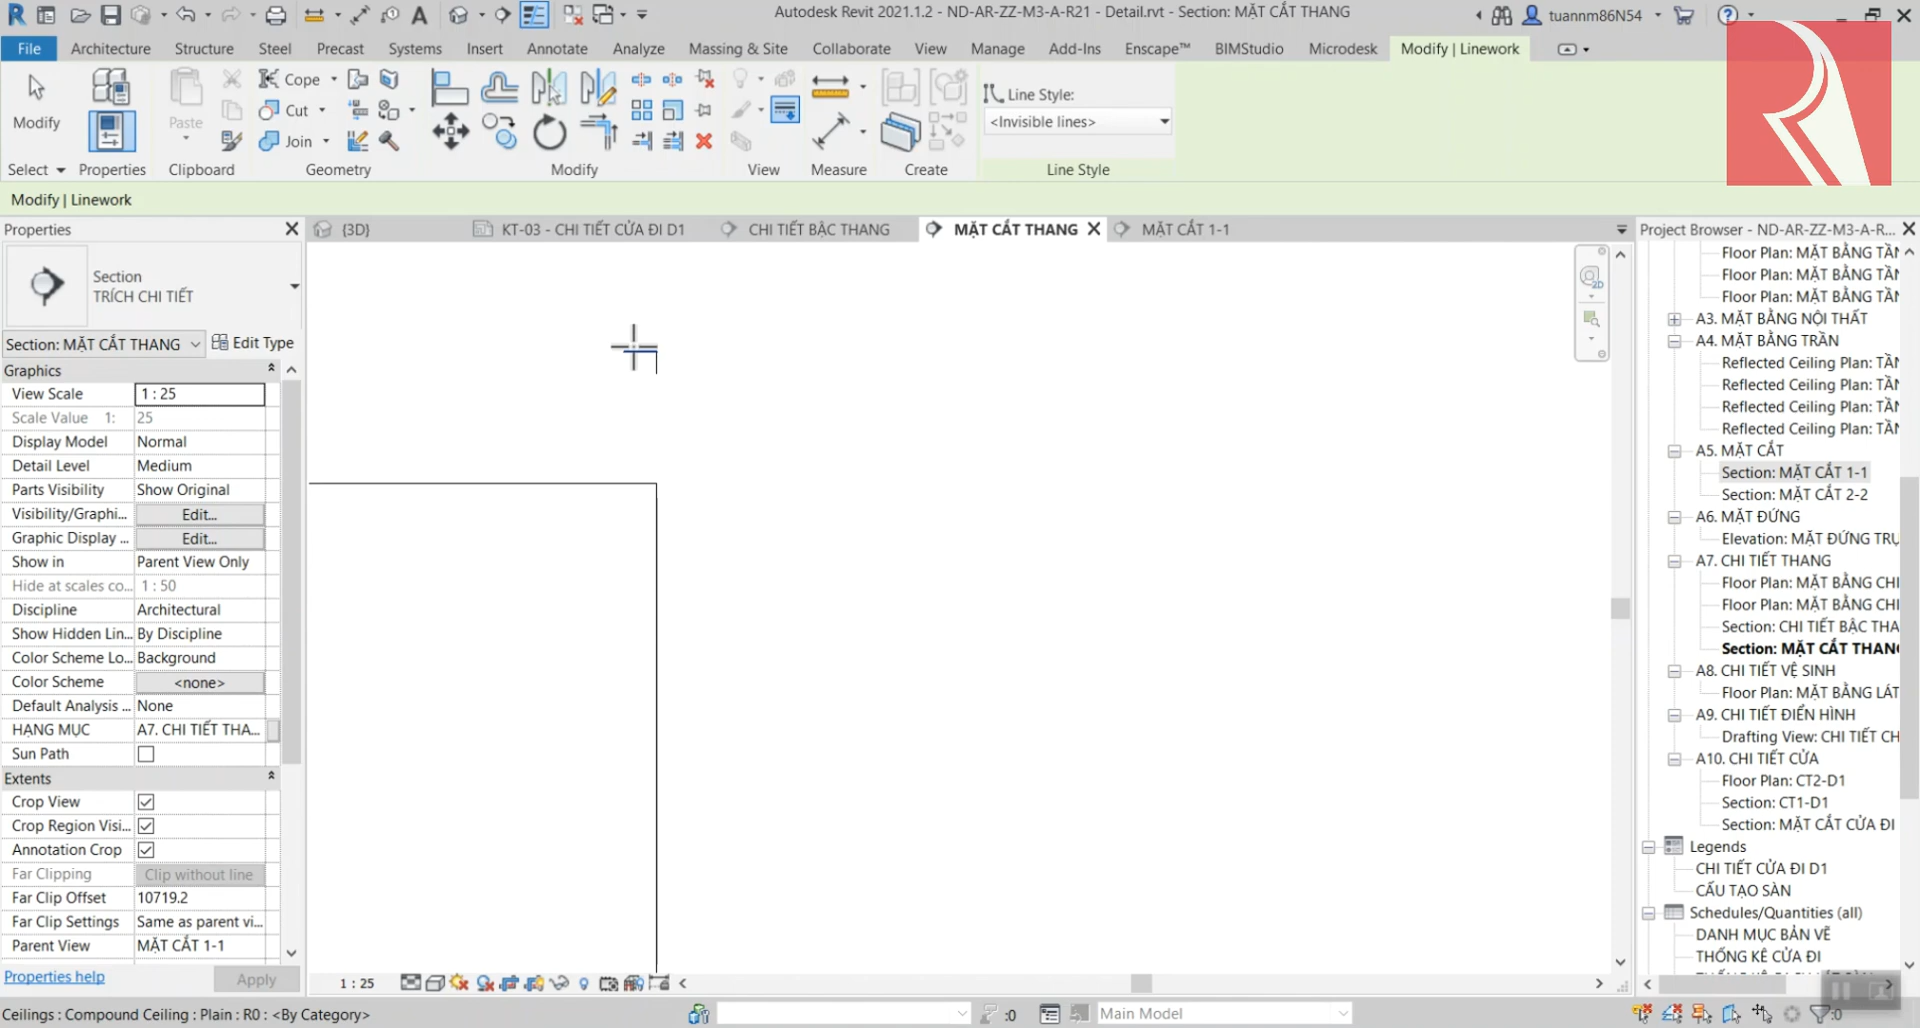 Autodesk Revit 2021.1.2 - ND-AR-ZZ-M3-A-R21 - Detail.rvt - Section: MẶT CẮT THANG
tuannm86N54
File Architecture Structure Steel Precast Systems Insert Annotate Analyze Massing & Site Collaborate View Manage Add-Ins Enscape™ BIMStudio Microdesk Modify | Linework
Modify
Paste
Cope
Cut
Join
Line Style:
<Invisible lines>
Select Properties Clipboard Geometry Modify View Measure Create Line Style
Modify | Linework
Properties
Section
TRÍCH CHI TIẾT
Section: MẶT CẮT THANG Edit Type
Graphics
View Scale 1 : 25
Scale Value 1: 25
Display Model Normal
Detail Level Medium
Parts Visibility Show Original
Visibility/Graphi... Edit...
Graphic Display ... Edit...
Show in Parent View Only
Hide at scales co... 1 : 50
Discipline Architectural
Show Hidden Lin... By Discipline
Color Scheme Lo... Background
Color Scheme <none>
Default Analysis ... None
HẠNG MỤC A7. CHI TIẾT THA...
Sun Path
Extents
Crop View
Crop Region Visi...
Annotation Crop
Far Clipping Clip without line
Far Clip Offset 10719.2
Far Clip Settings Same as parent vi...
Parent View MẶT CẮT 1-1
Properties help Apply
{3D} KT-03 - CHI TIẾT CỬA ĐI D1 CHI TIẾT BẬC THANG MẶT CẮT THANG MẶT CẮT 1-1
2D
1 : 25
Project Browser - ND-AR-ZZ-M3-A-R...
Floor Plan: MẶT BẰNG TẦN
Floor Plan: MẶT BẰNG TẦN
Floor Plan: MẶT BẰNG TẦN
A3. MẶT BẰNG NỘI THẤT
A4. MẶT BẰNG TRẦN
Reflected Ceiling Plan: TẦN
Reflected Ceiling Plan: TẦN
Reflected Ceiling Plan: TẦN
Reflected Ceiling Plan: TẦN
A5. MẶT CẮT
Section: MẶT CẮT 1-1
Section: MẶT CẮT 2-2
A6. MẶT ĐỨNG
Elevation: MẶT ĐỨNG TRỤ
A7. CHI TIẾT THANG
Floor Plan: MẶT BẰNG CHI
Floor Plan: MẶT BẰNG CHI
Section: CHI TIẾT BẬC THA
Section: MẶT CẮT THANG
A8. CHI TIẾT VỆ SINH
Floor Plan: MẶT BẰNG LÁT
A9. CHI TIẾT ĐIỂN HÌNH
Drafting View: CHI TIẾT CH
A10. CHI TIẾT CỬA
Floor Plan: CT2-D1
Section: CT1-D1
Section: MẶT CẮT CỬA ĐI
Legends
CHI TIẾT CỬA ĐI D1
CẤU TẠO SÀN
Schedules/Quantities (all)
DANH MỤC BẢN VẼ
THỐNG KÊ CỬA ĐI
Ceilings : Compound Ceiling : Plain : R0 : <By Category> :0 Main Model :0